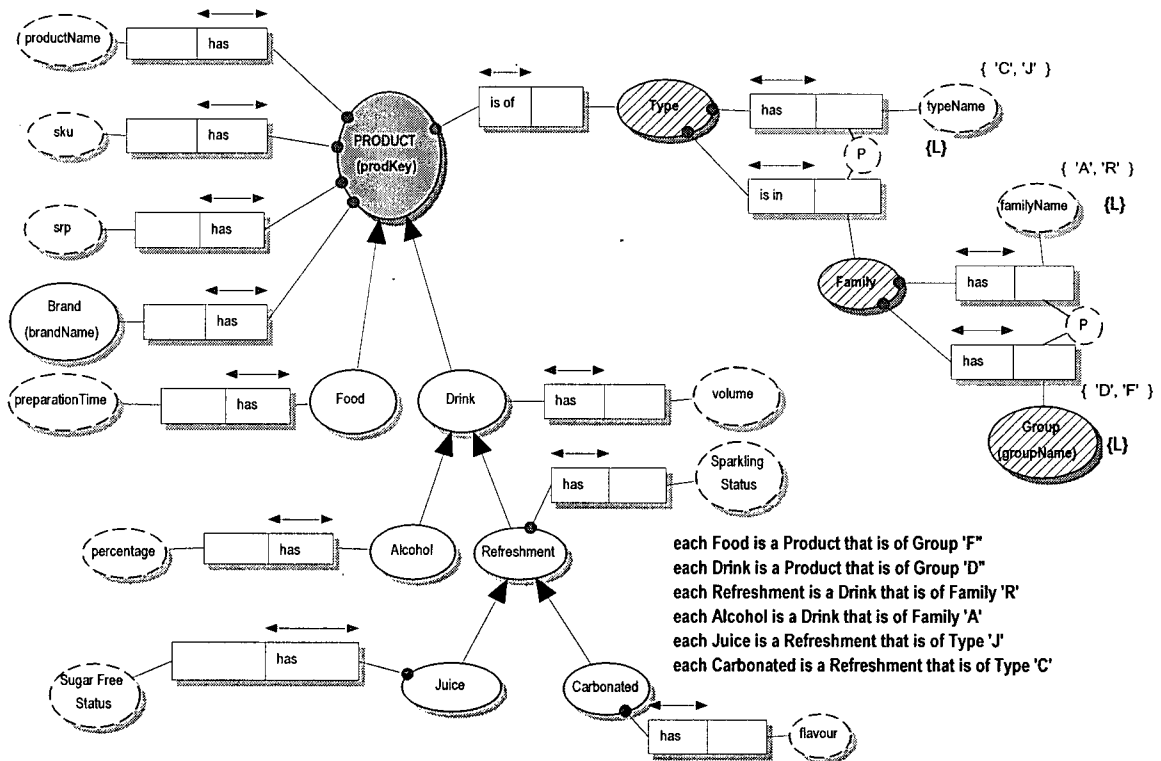 productName
has
sku
has
srp
has
Brand
(brandName)
has
PRODUCT
(prodKey)
is of
Type
has
{ 'C', 'J' }
typeName
{L}
P
is in
{ 'A', 'R' }
familyName
{L}
Family
has
P
has
{ 'D', 'F' }
Group
(groupName)
{L}
preparationTime
has
Food
Drink
has
volume
has
Sparkling
Status
percentage
has
Alcohol
Refreshment
each Food is a Product that is of Group 'F"
each Drink is a Product that is of Group 'D"
each Refreshment is a Drink that is of Family 'R'
each Alcohol is a Drink that is of Family 'A'
each Juice is a Refreshment that is of Type 'J'
each Carbonated is a Refreshment that is of Type 'C'
Sugar Free
Status
has
Juice
Carbonated
has
flavour